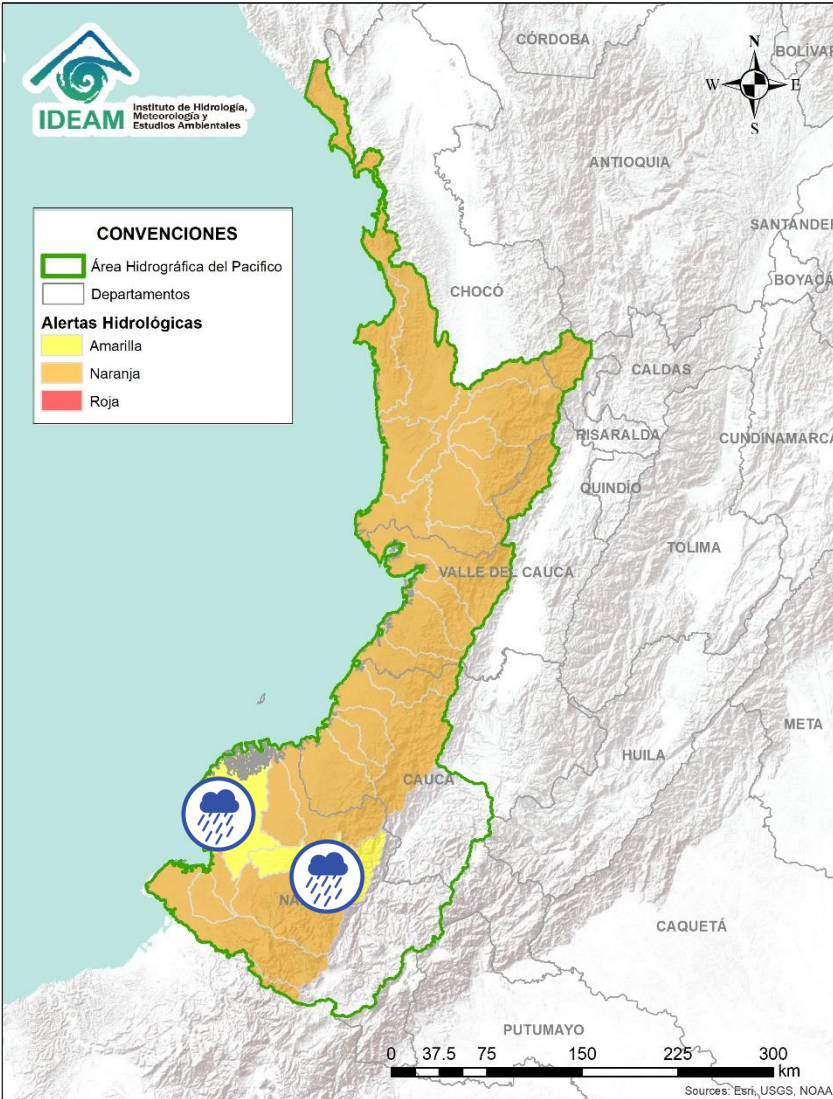 IDEAM
Instituto de Hidrología,
Meteorología y
Estudios Ambientales
CÓRDOBA
BOLÍVAR
N
W
E
S
ANTIOQUIA
SANTANDER
BOYACÁ
CONVENCIONES
Área Hidrográfica del Pacifico
Departamentos
Alertas Hidrológicas
Amarilla
Naranja
Roja
CHOCÓ
CALDAS
RISARALDA
CUNDINAMARCA
QUINDÍO
TOLIMA
VALLE DEL CAUCA
META
HUILA
CAUCA
NA
CAQUETÁ
PUTUMAYO
0 37.5 75 150 225 300
km
Sources: Esri, USGS, NOAA